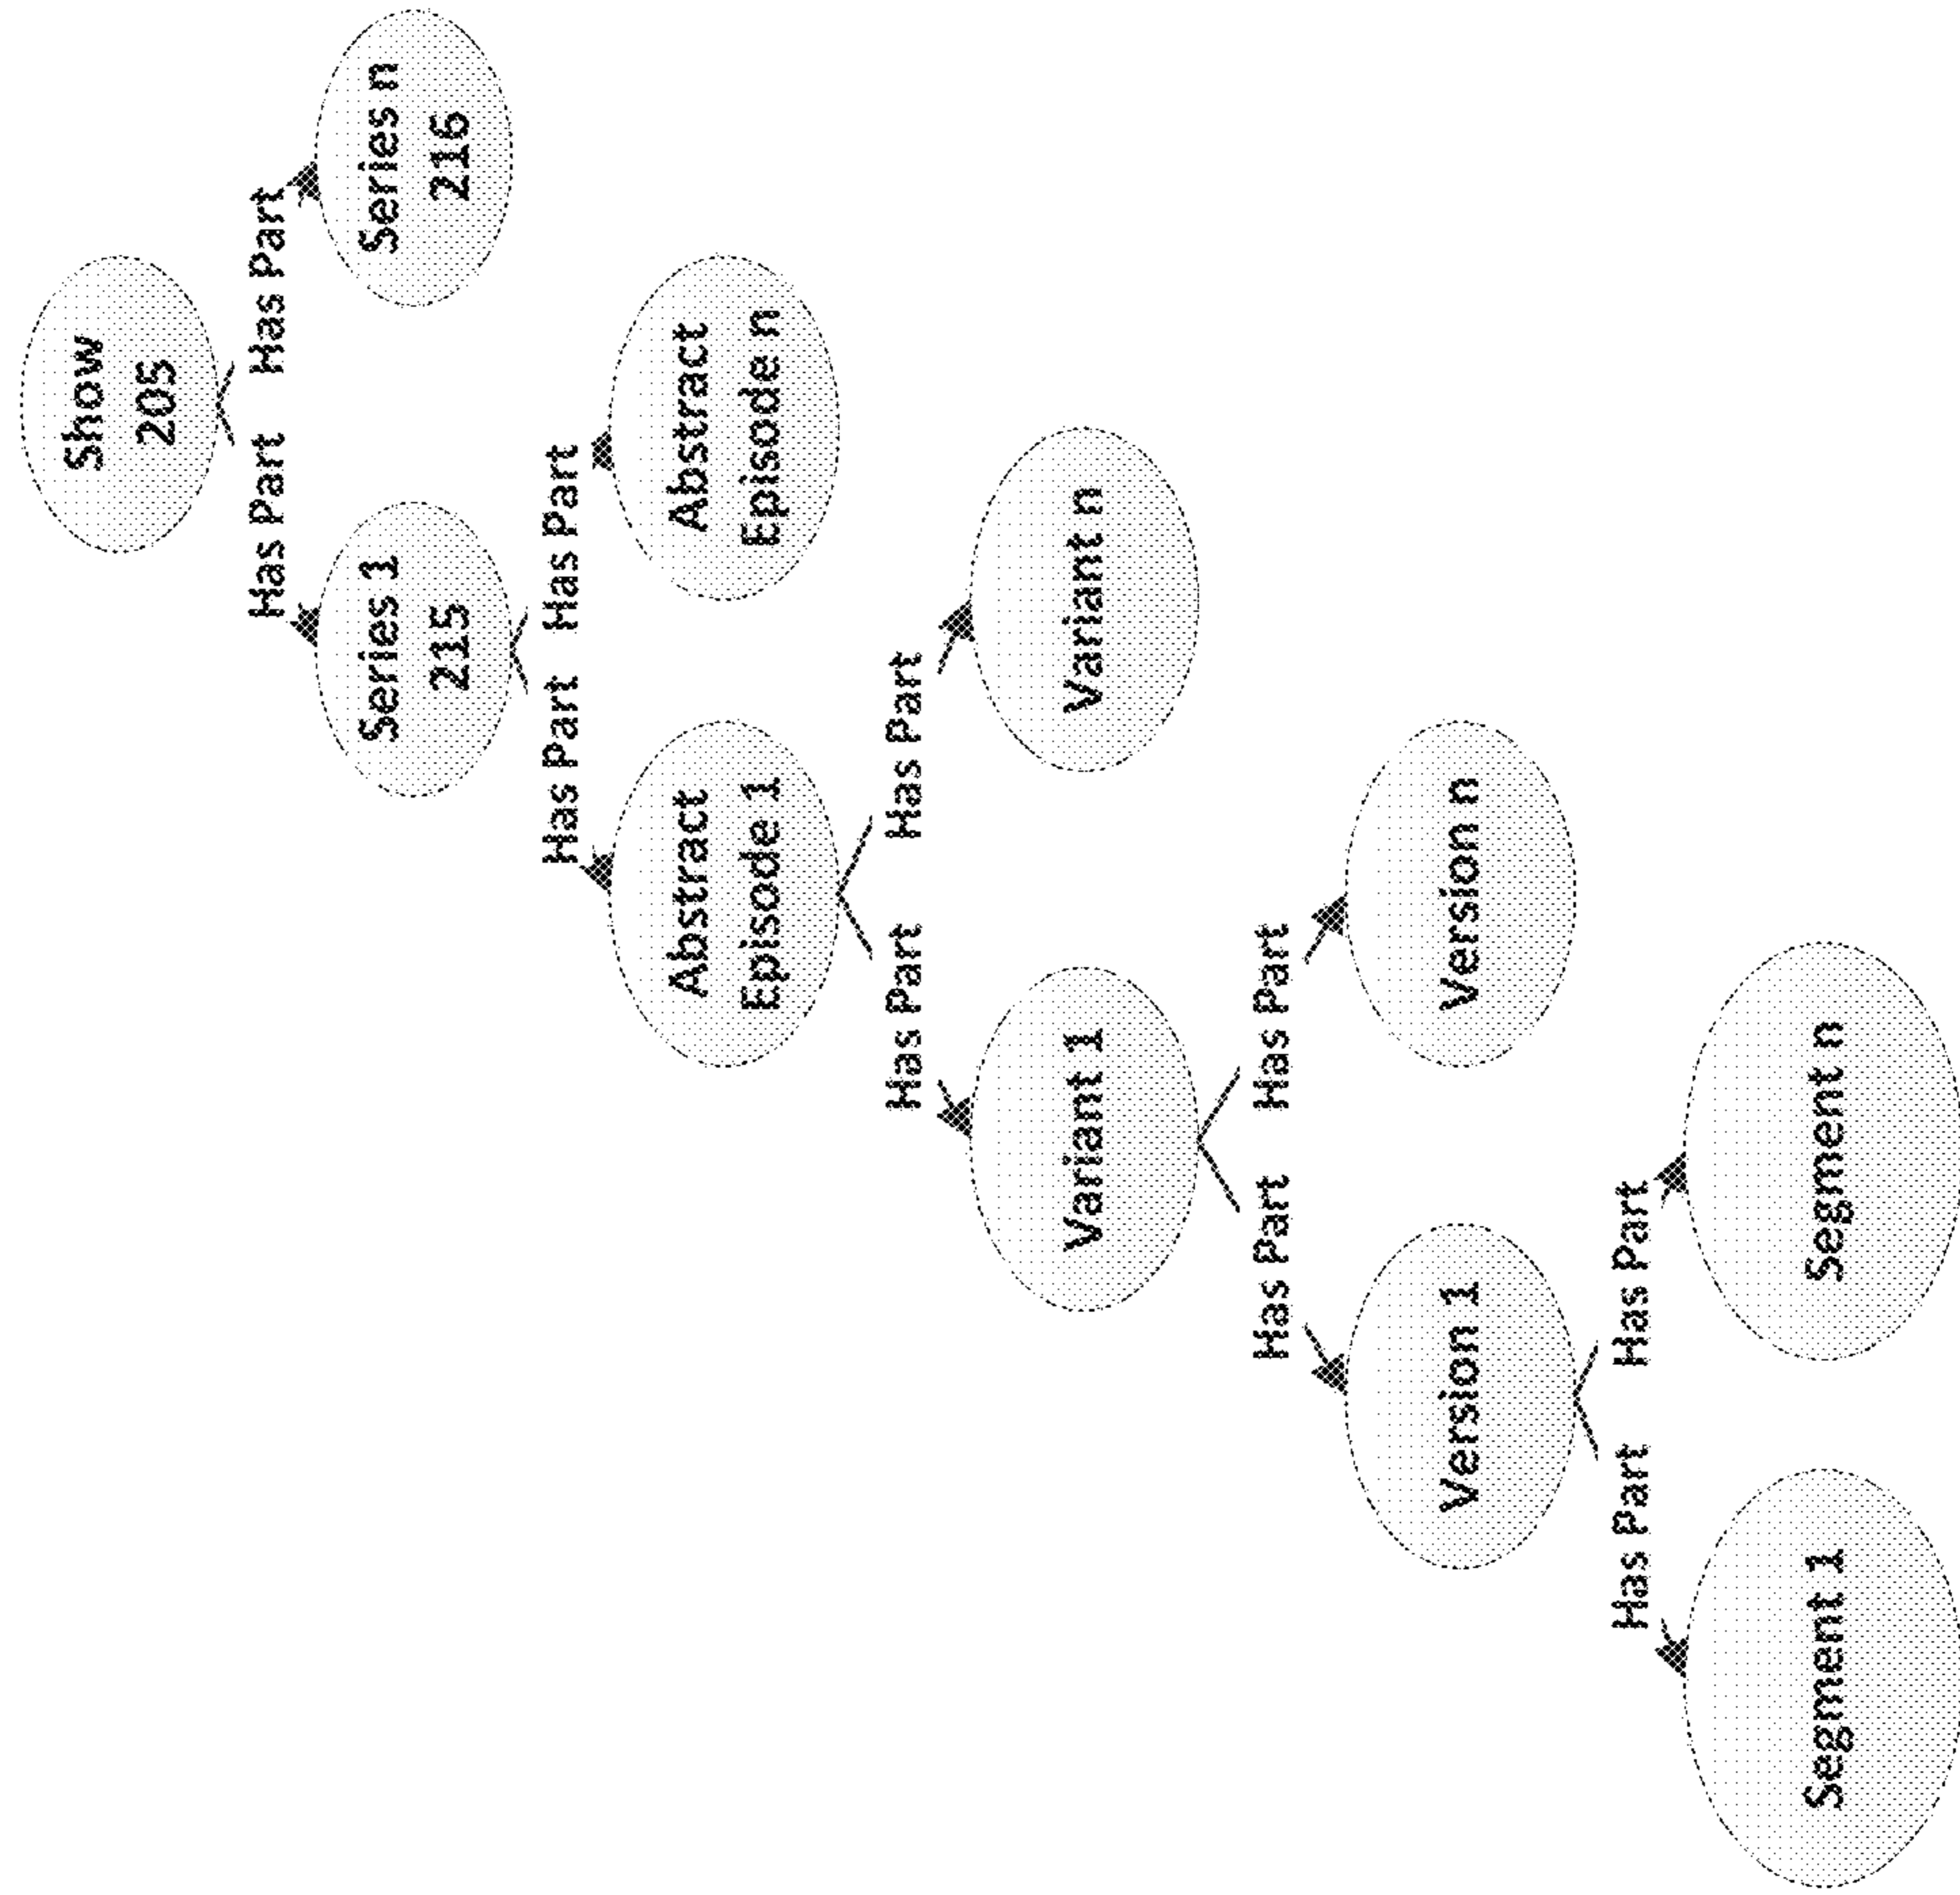 Show
205
Has Part
Has Part
Series 1
215
Series n
216
Has Part
Has Part
Abstract
Episode 1
Abstract
Episode n
Has Part
Has Part
Variant 1
Variant n
Has Part
Has Part
Version 1
Version n
Has Part
Has Part
Segment 1
Segment n